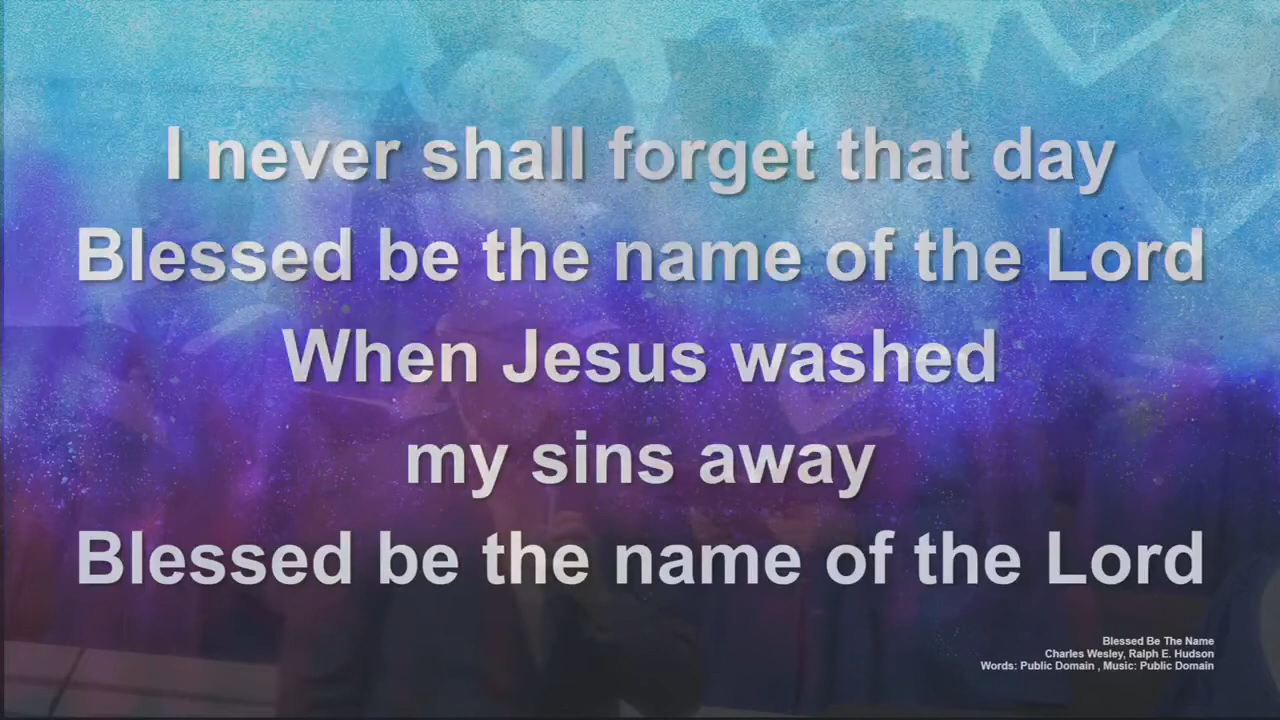 I never shall forget that day
Blessed be the name of the Lord
When Jesus washed
my sins away
Blessed be the name of the Lord
Blessed Be The Name
Charles Wesley, Ralph E. Hudson
Words: Public Domain , Music: Public Domain